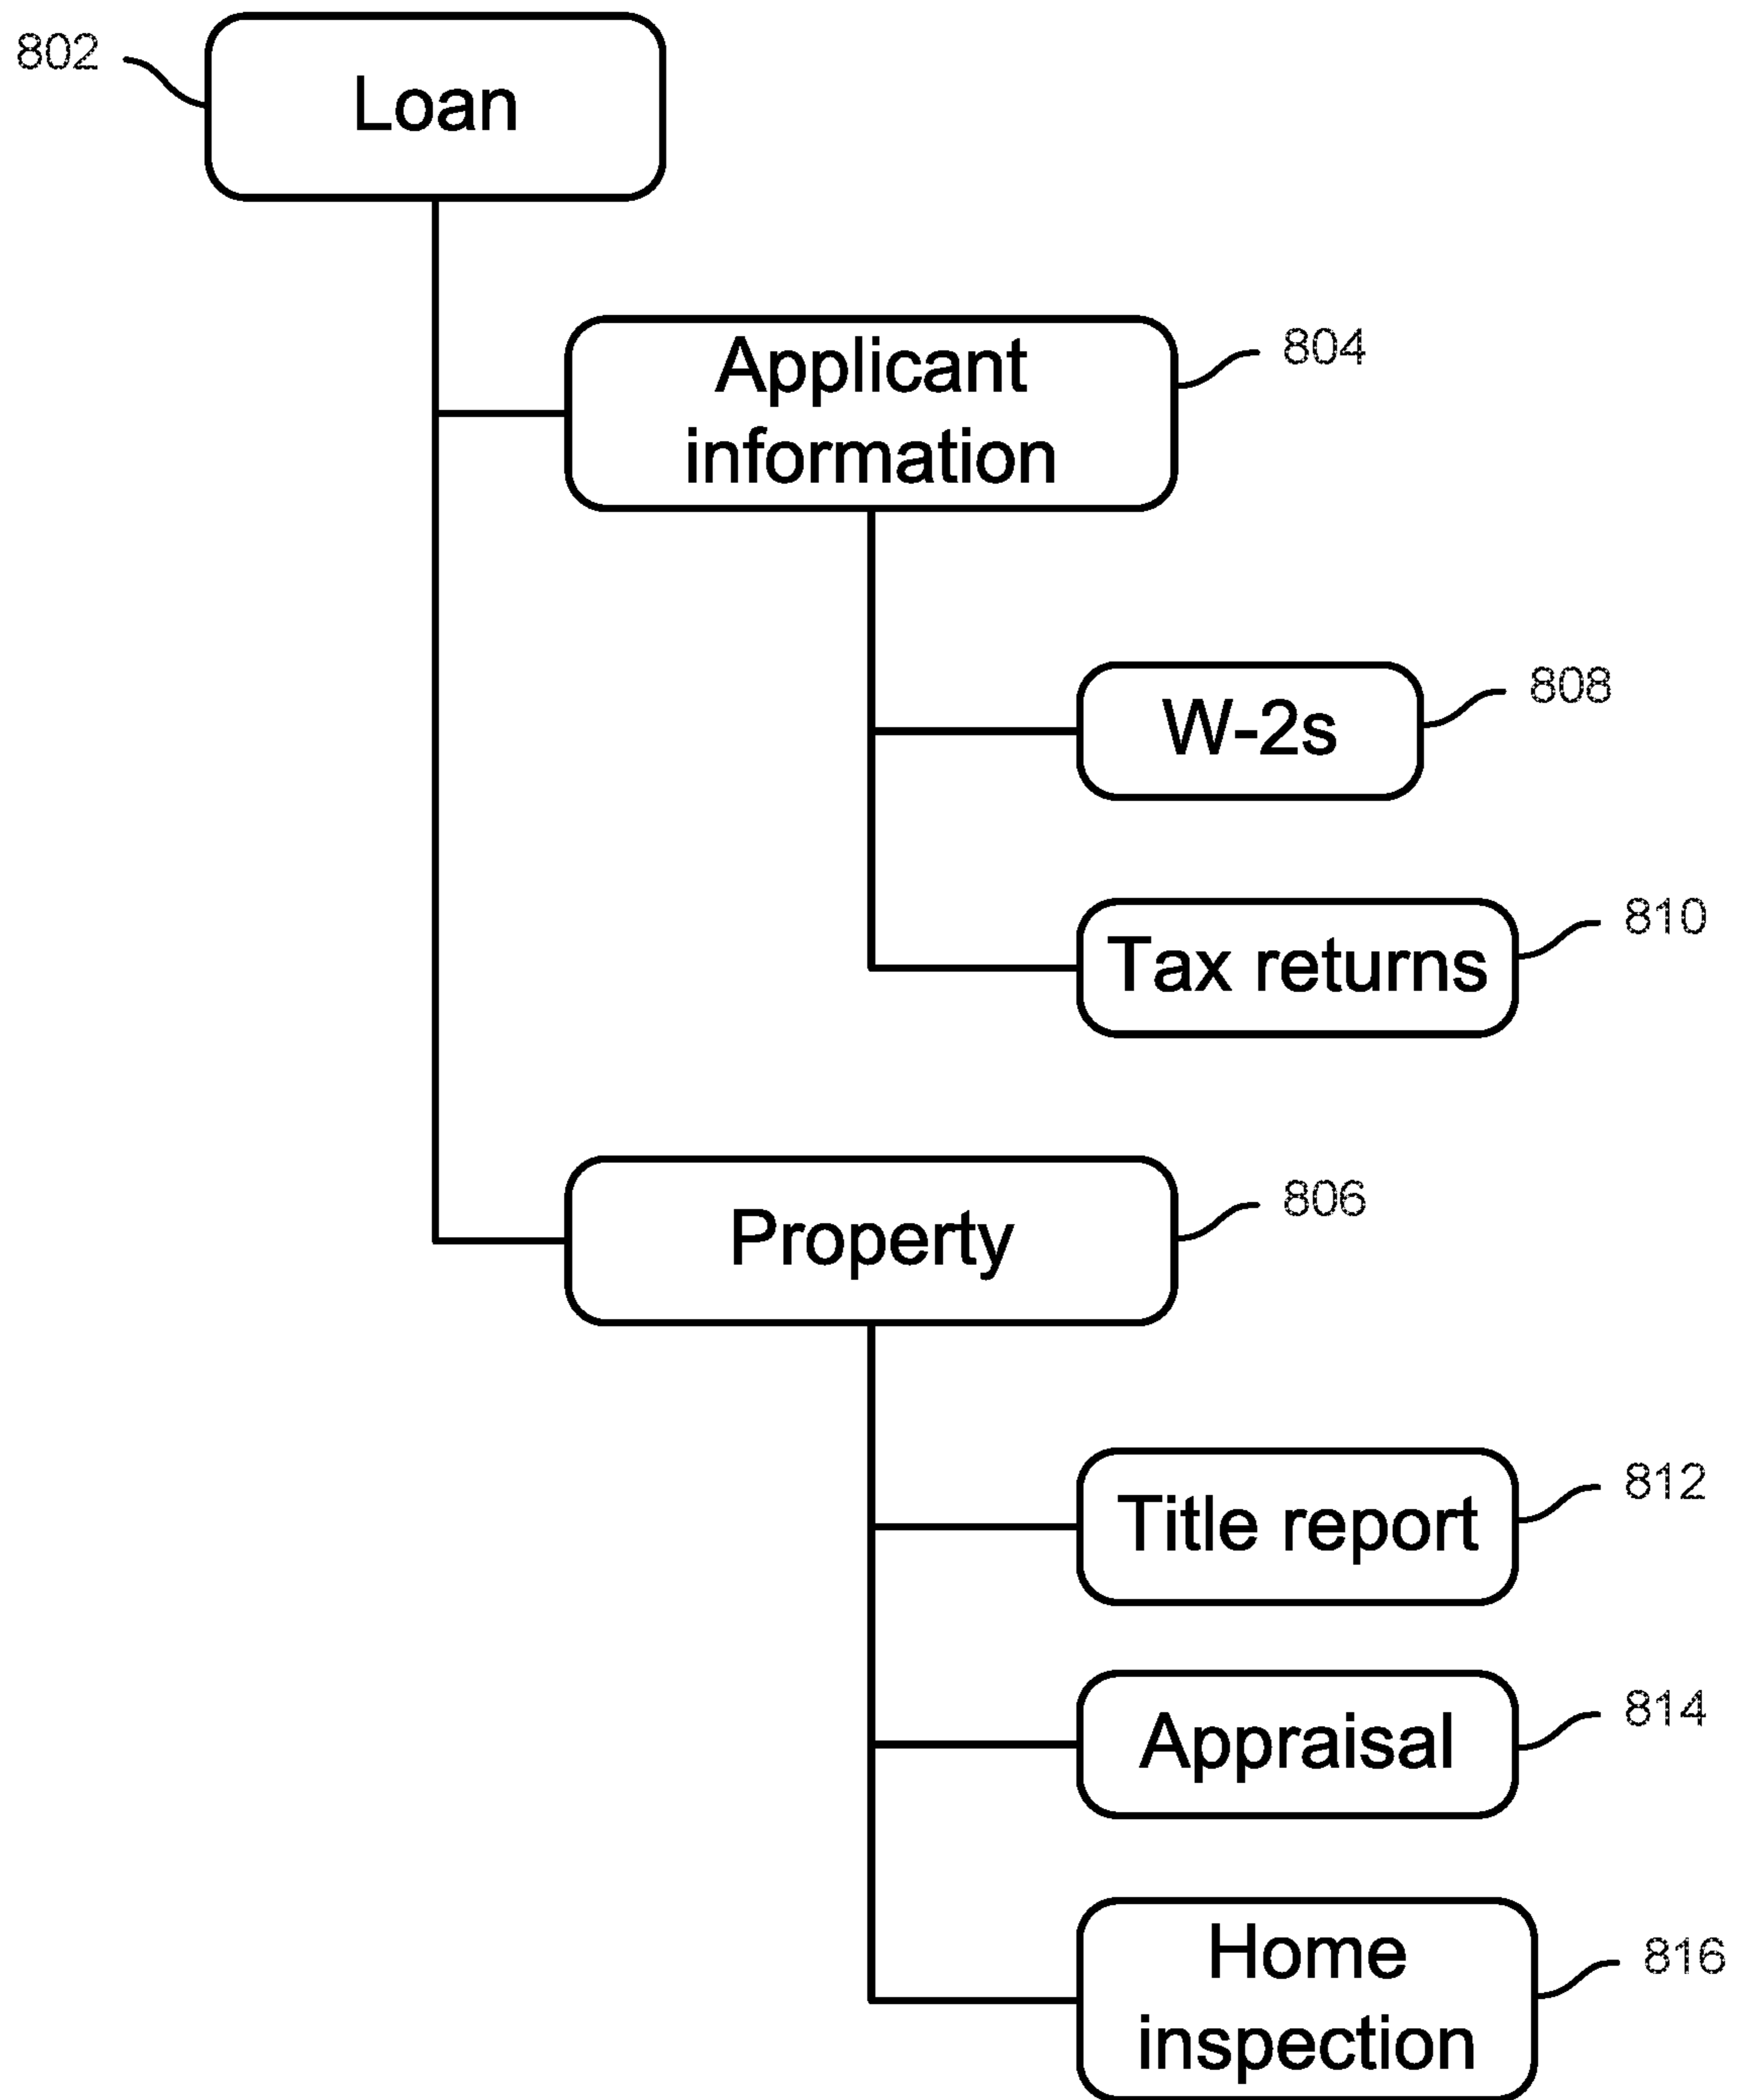 802
Loan
Applicant
information
804
W-2s
808
Tax returns
810
Property
806
Title report
812
Appraisal
814
Home
inspection
816